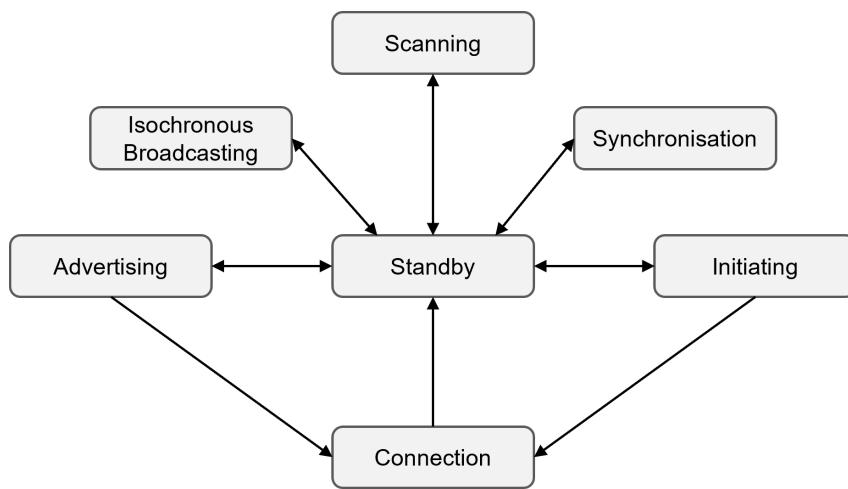 Scanning
Isochronous
Broadcasting
Synchronisation
Advertising
Standby
Initiating
Connection